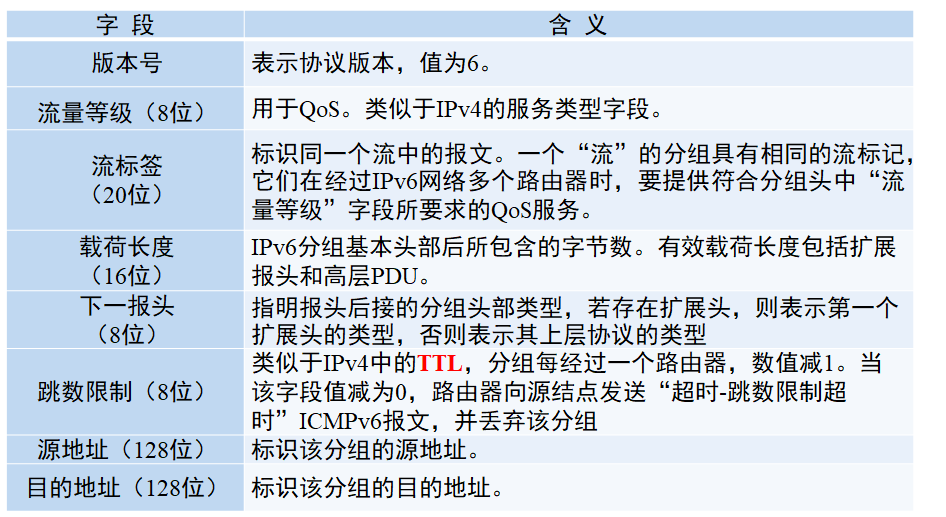 字 段 含 义
版本号 表示协议版本，值为6。
流量等级（8位） 用于QoS。类似于IPv4的服务类型字段。
流标签
（20位）
标识同一个流中的报文。一个“流”的分组具有相同的流标记，
它们在经过IPv6网络多个路由器时，要提供符合分组头中“流
量等级”字段所要求的QoS服务。
载荷长度
（16位）
IPv6分组基本头部后所包含的字节数。有效载荷长度包括扩展
报头和高层PDU。
下一报头
（8位）
指明报头后接的分组头部类型，若存在扩展头，则表示第一个
扩展头的类型，否则表示其上层协议的类型
跳数限制（8位）
类似于IPv4中的TTL，分组每经过一个路由器，数值减1。当
该字段值减为0，路由器向源结点发送“超时-跳数限制超
时”ICMPv6报文，并丢弃该分组
源地址（128位） 标识该分组的源地址。
目的地址（128位） 标识该分组的目的地址。